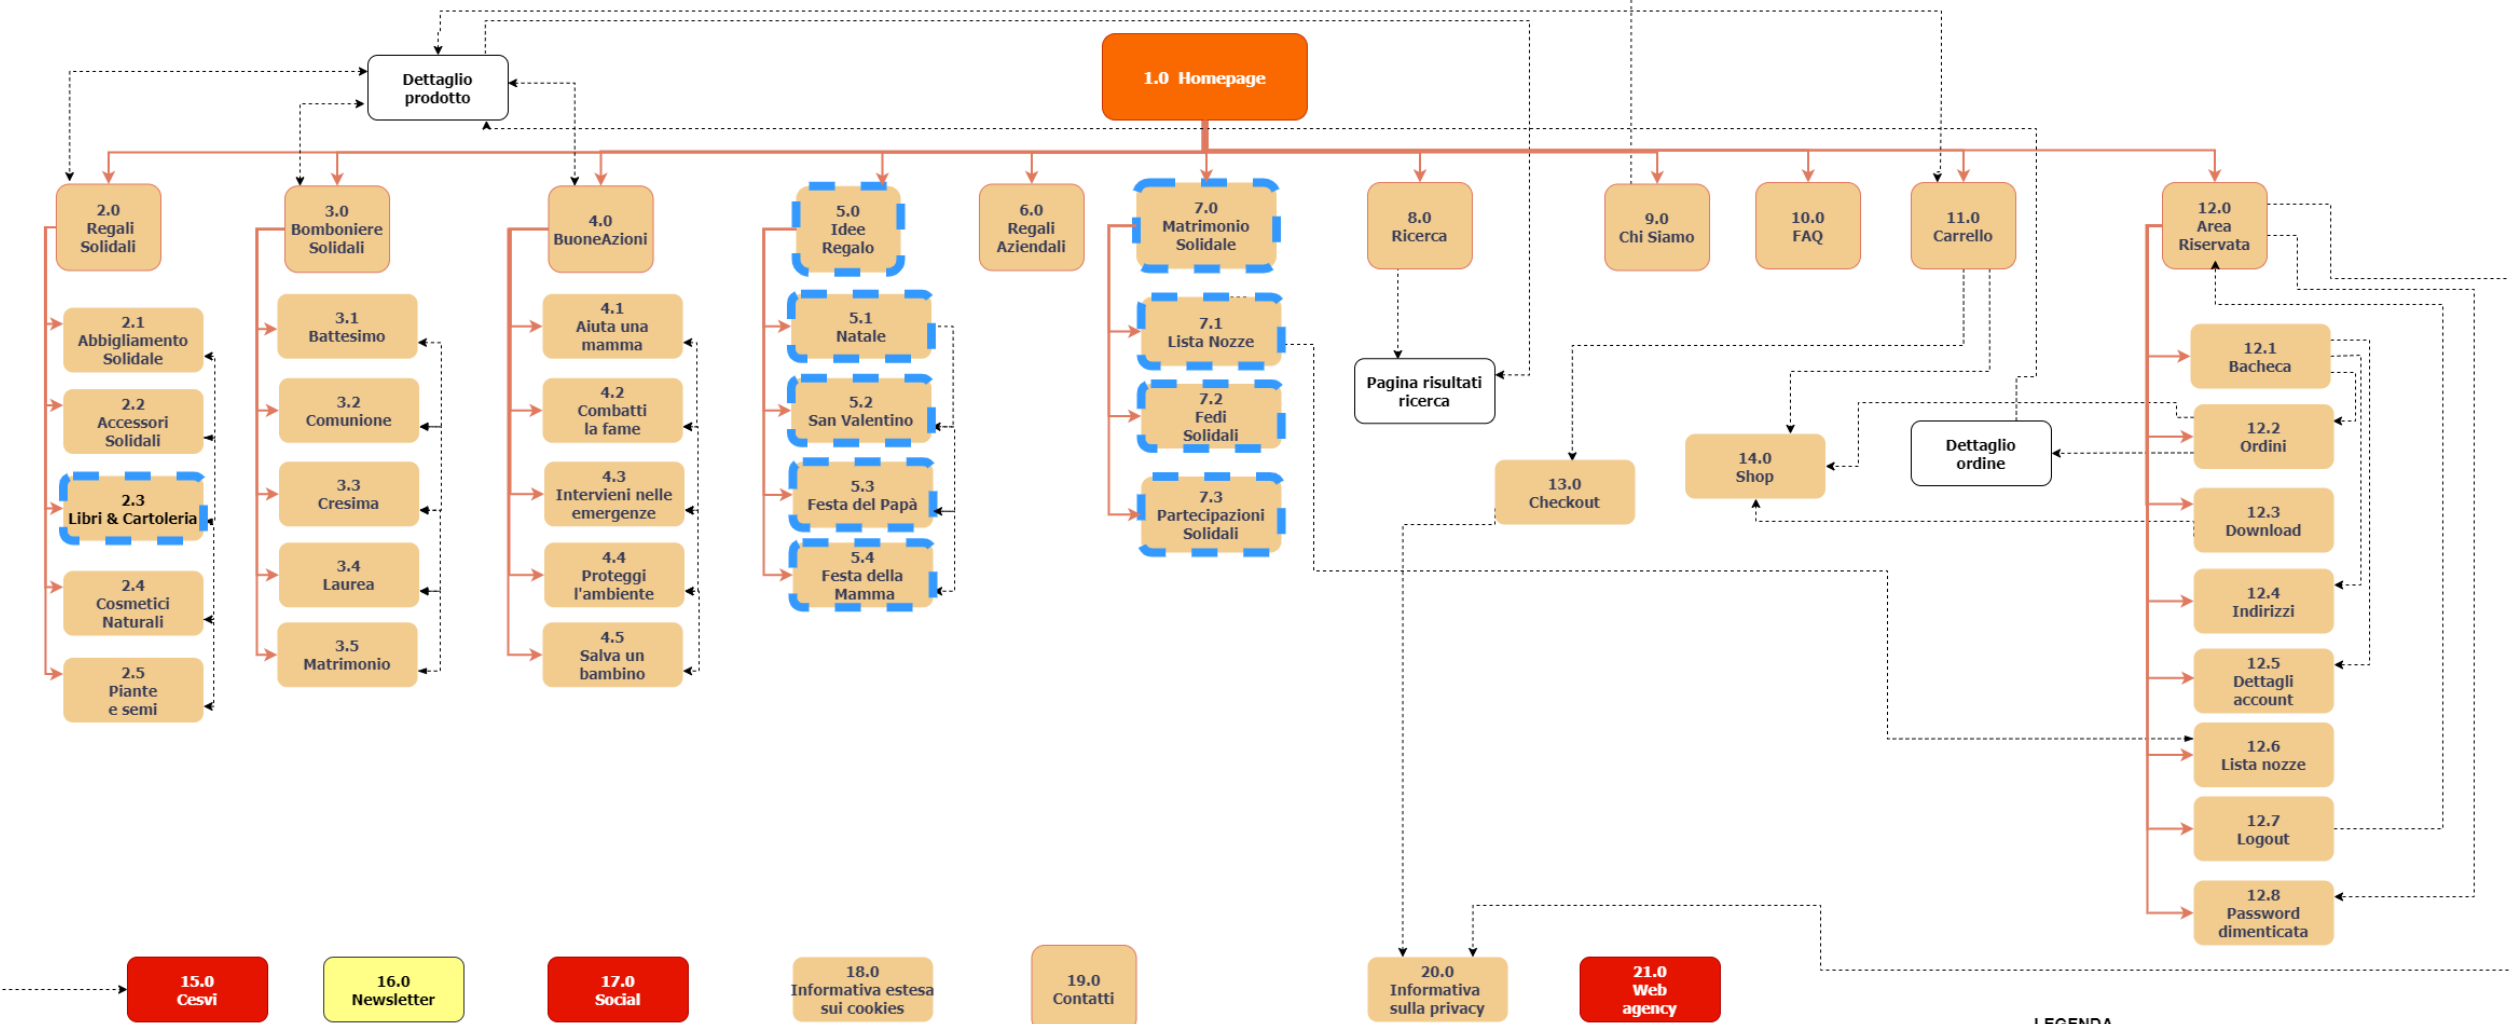 Dettaglio
prodotto
1.0 Homepage
2.0
Regali
Solidali
3.0
Bomboniere
Solidali
4.0
BuoneAzioni
5.0
Idee
Regalo
6.0
Regali
Aziendali
7.0
Matrimonio
Solidale
8.0
Ricerca
9.0
Chi Siamo
10.0
FAQ
11.0
Carrello
12.0
Area
Riservata
2.1
Abbigliamento
Solidale
2.2
Accessori
Solidali
2.3
Libri & Cartoleria
2.4
Cosmetici
Naturali
2.5
Piante
e semi
3.1
Battesimo
3.2
Comunione
3.3
Cresima
3.4
Laurea
3.5
Matrimonio
4.1
Aiuta una
mamma
4.2
Combatti
la fame
4.3
Intervieni nelle
emergenze
4.4
Proteggi
l'ambiente
4.5
Salva un
bambino
5.1
Natale
5.2
San Valentino
5.3
Festa del Papà
5.4
Festa della
Mamma
7.1
Lista Nozze
7.2
Fedi
Solidali
7.3
Partecipazioni
Solidali
Pagina risultati
ricerca
13.0
Checkout
14.0
Shop
Dettaglio
ordine
12.1
Bacheca
12.2
Ordini
12.3
Download
12.4
Indirizzi
12.5
Dettagli
account
12.6
Lista nozze
12.7
Logout
12.8
Password
dimenticata
15.0
Cesvi
16.0
Newsletter
17.0
Social
18.0
Informativa estesa
sui cookies
19.0
Contatti
20.0
Informativa
sulla privacy
21.0
Web
agency
LEGENDA